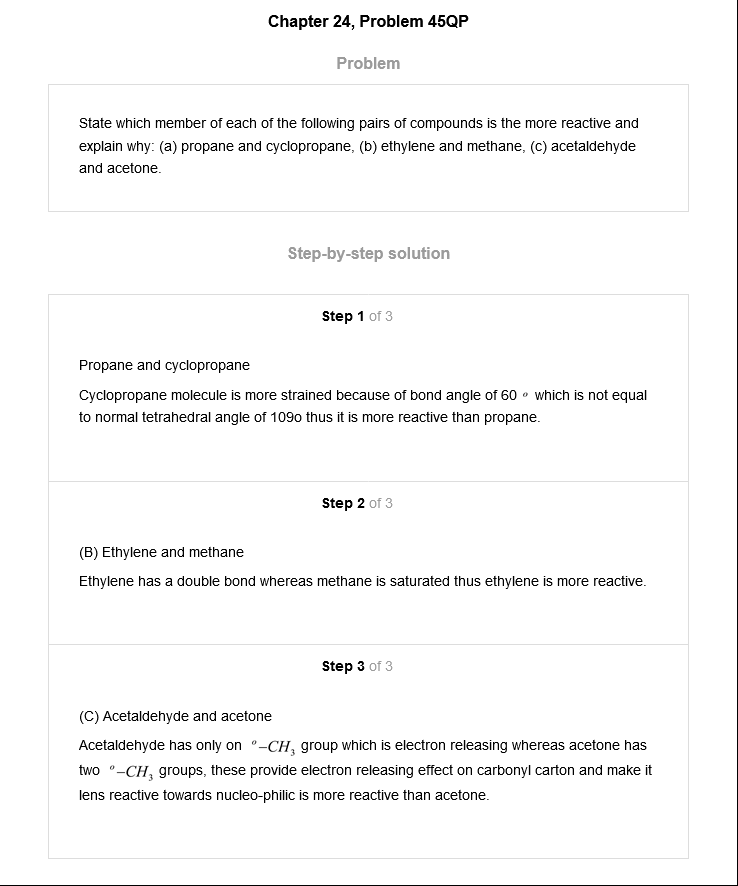 Chapter 24, Problem 45QP
Problem
State which member of each of the following pairs of compounds is the more reactive and
explain why: (a) propane and cyclopropane, (b) ethylene and methane, (c) acetaldehyde
and acetone.
Step-by-step solution
Step 1 of 3
Propane and cyclopropane
Cyclopropane molecule is more strained because of bond angle of 60 ° which is not equal
to normal tetrahedral angle of 109o thus it is more reactive than propane.
Step 2 of 3
(B) Ethylene and methane
Ethylene has a double bond whereas methane is saturated thus ethylene is more reactive.
Step 3 of 3
(C) Acetaldehyde and acetone
Acetaldehyde has only on °–CH₃ group which is electron releasing whereas acetone has
two °–CH₃ groups, these provide electron releasing effect on carbonyl carton and make it
lens reactive towards nucleo-philic is more reactive than acetone.